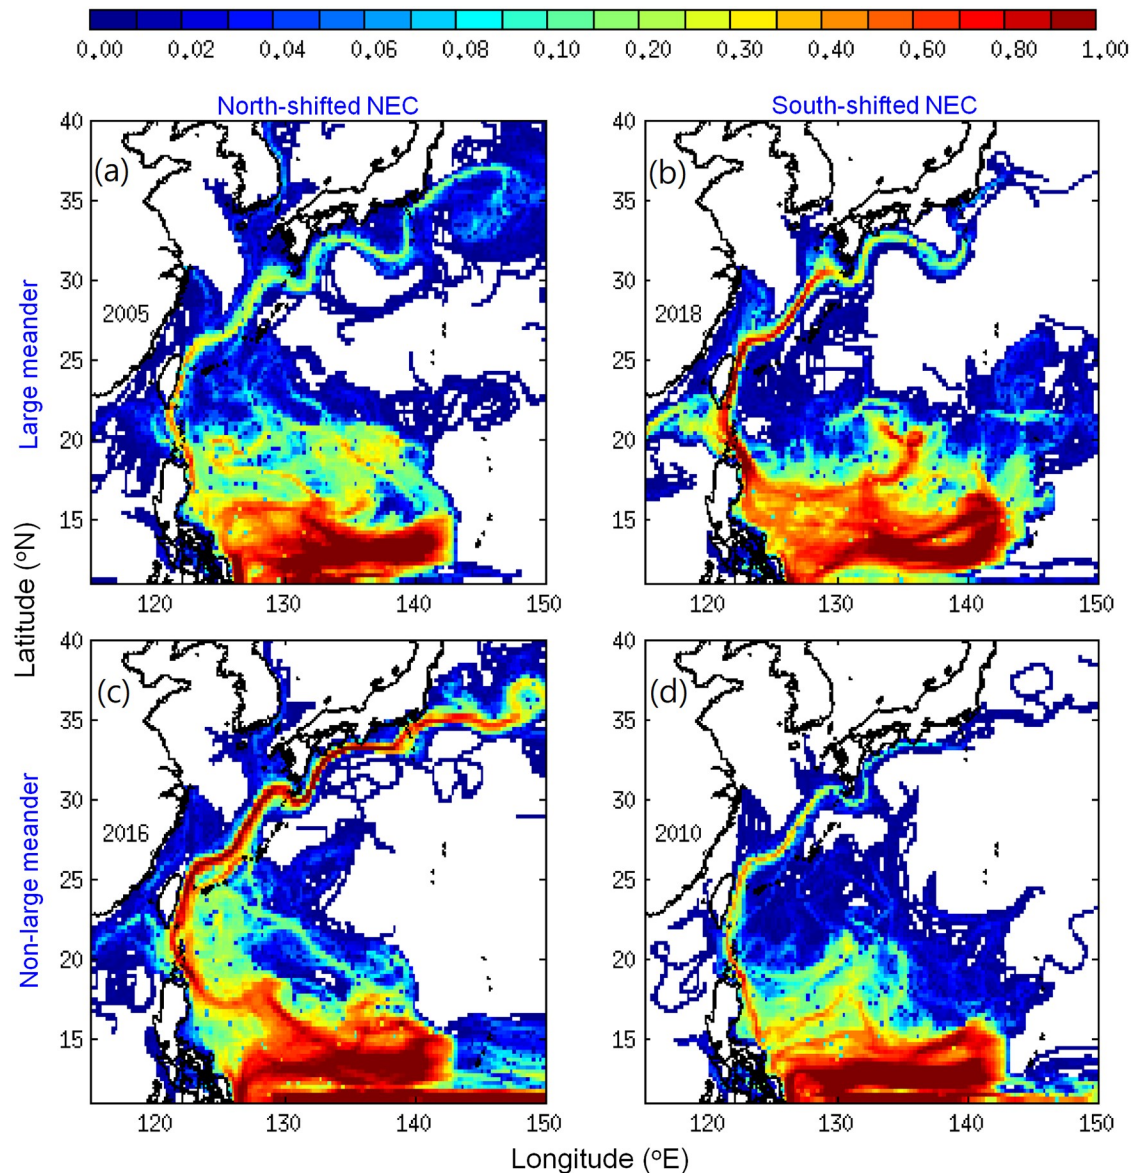 0.00 0.02 0.04 0.06 0.08 0.10 0.20 0.30 0.40 0.60 0.80 1.00
North-shifted NEC South-shifted NEC
Large meander
Non-large meander
Latitude (oN)
40
35
30
25
20
15
(a)
2005
120 130 140 150
40
35
30
25
20
15
(b)
2018
120 130 140 150
40
35
30
25
20
15
(c)
2016
120 130 140 150
40
35
30
25
20
15
(d)
2010
120 130 140 150
Longitude (oE)